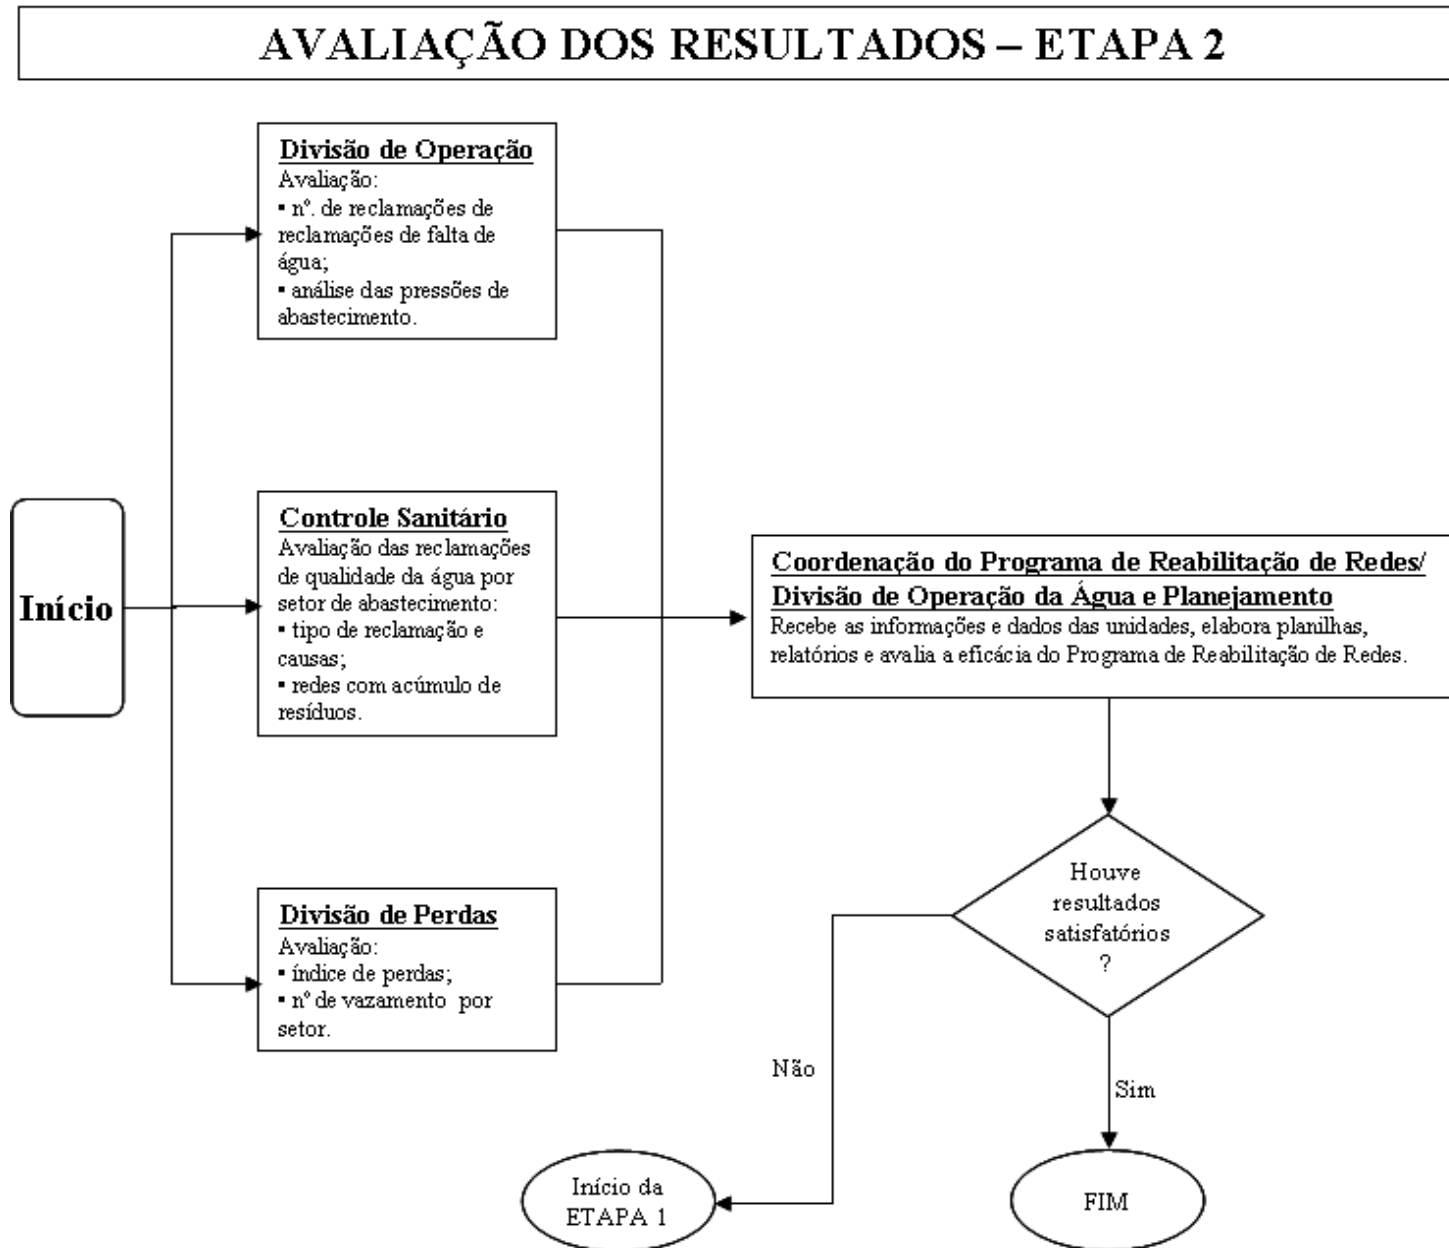 AVALIAÇÃO DOS RESULTADOS – ETAPA 2
Divisão de Operação
Avaliação:
▪ nº. de reclamações de
reclamações de falta de
água;
▪ análise das pressões de
abastecimento.
Início
Controle Sanitário
Avaliação das reclamações
de qualidade da água por
setor de abastecimento:
▪ tipo de reclamação e
causas;
▪ redes com acúmulo de
resíduos.
Coordenação do Programa de Reabilitação de Redes/
Divisão de Operação da Água e Planejamento
Recebe as informações e dados das unidades, elabora planilhas,
relatórios e avalia a eficácia do Programa de Reabilitação de Redes.
Divisão de Perdas
Avaliação:
▪ índice de perdas;
▪ nº de vazamento por
setor.
Houve
resultados
satisfatórios
?
Não
Sim
Início da
ETAPA 1
FIM